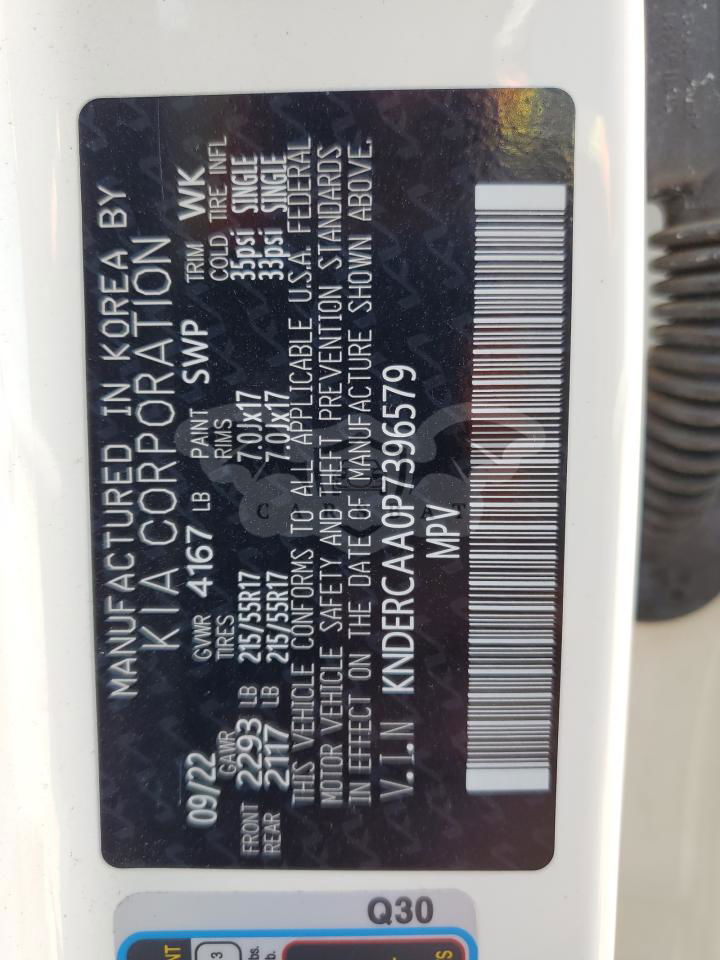 MANUFACTURED IN KOREA BY
KIA CORPORATION
09/22 GVWR 4167 LB PAINT SWP TRIM WK
GAWR TIRES RIMS COLD TIRE INFL
FRONT 2293 LB 215/55R17 7.0Jx17 35psi SINGLE
REAR 2117 LB 215/55R17 7.0Jx17 33psi SINGLE
THIS VEHICLE CONFORMS TO ALL APPLICABLE U.S.A. FEDERAL
MOTOR VEHICLE SAFETY AND THEFT PREVENTION STANDARDS
IN EFFECT ON THE DATE OF MANUFACTURE SHOWN ABOVE.
V.I.N KNDERCAA0P7396579
MPV
Q30